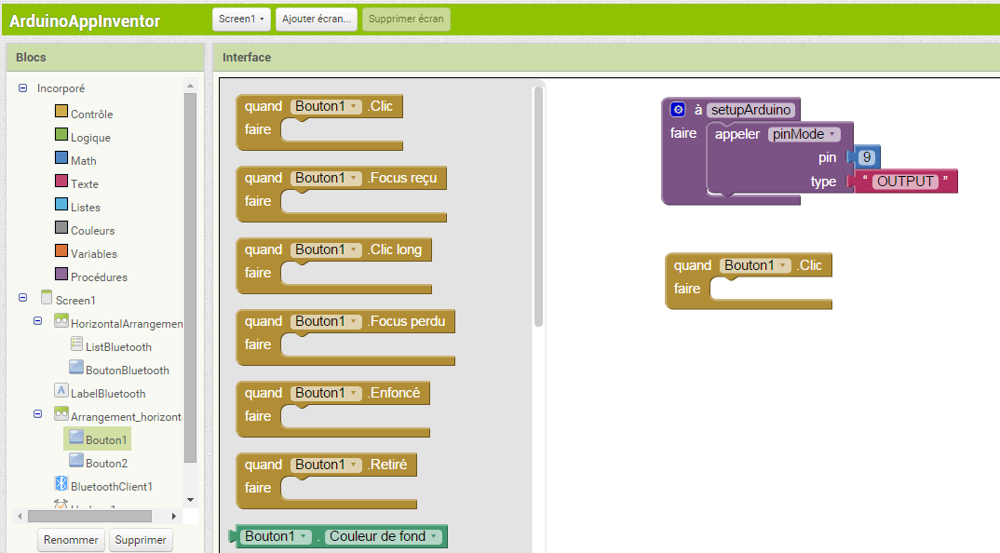 ArduinoAppInventor
Screen1 Ajouter écran... Supprimer écran
Blocs
Interface
Incorporé
Contrôle
Logique
Math
Texte
Listes
Couleurs
Variables
Procédures
Screen1
HorizontalArrangemen
ListBluetooth
BoutonBluetooth
LabelBluetooth
Arrangement_horizont
Bouton1
Bouton2
BluetoothClient1
Renommer Supprimer
quand Bouton1 .Clic
faire
quand Bouton1 .Focus reçu
faire
quand Bouton1 .Clic long
faire
quand Bouton1 .Focus perdu
faire
quand Bouton1 .Enfoncé
faire
quand Bouton1 .Retiré
faire
Bouton1 . Couleur de fond
à setupArduino
faire appeler pinMode
pin 9
type " OUTPUT "
quand Bouton1 .Clic
faire